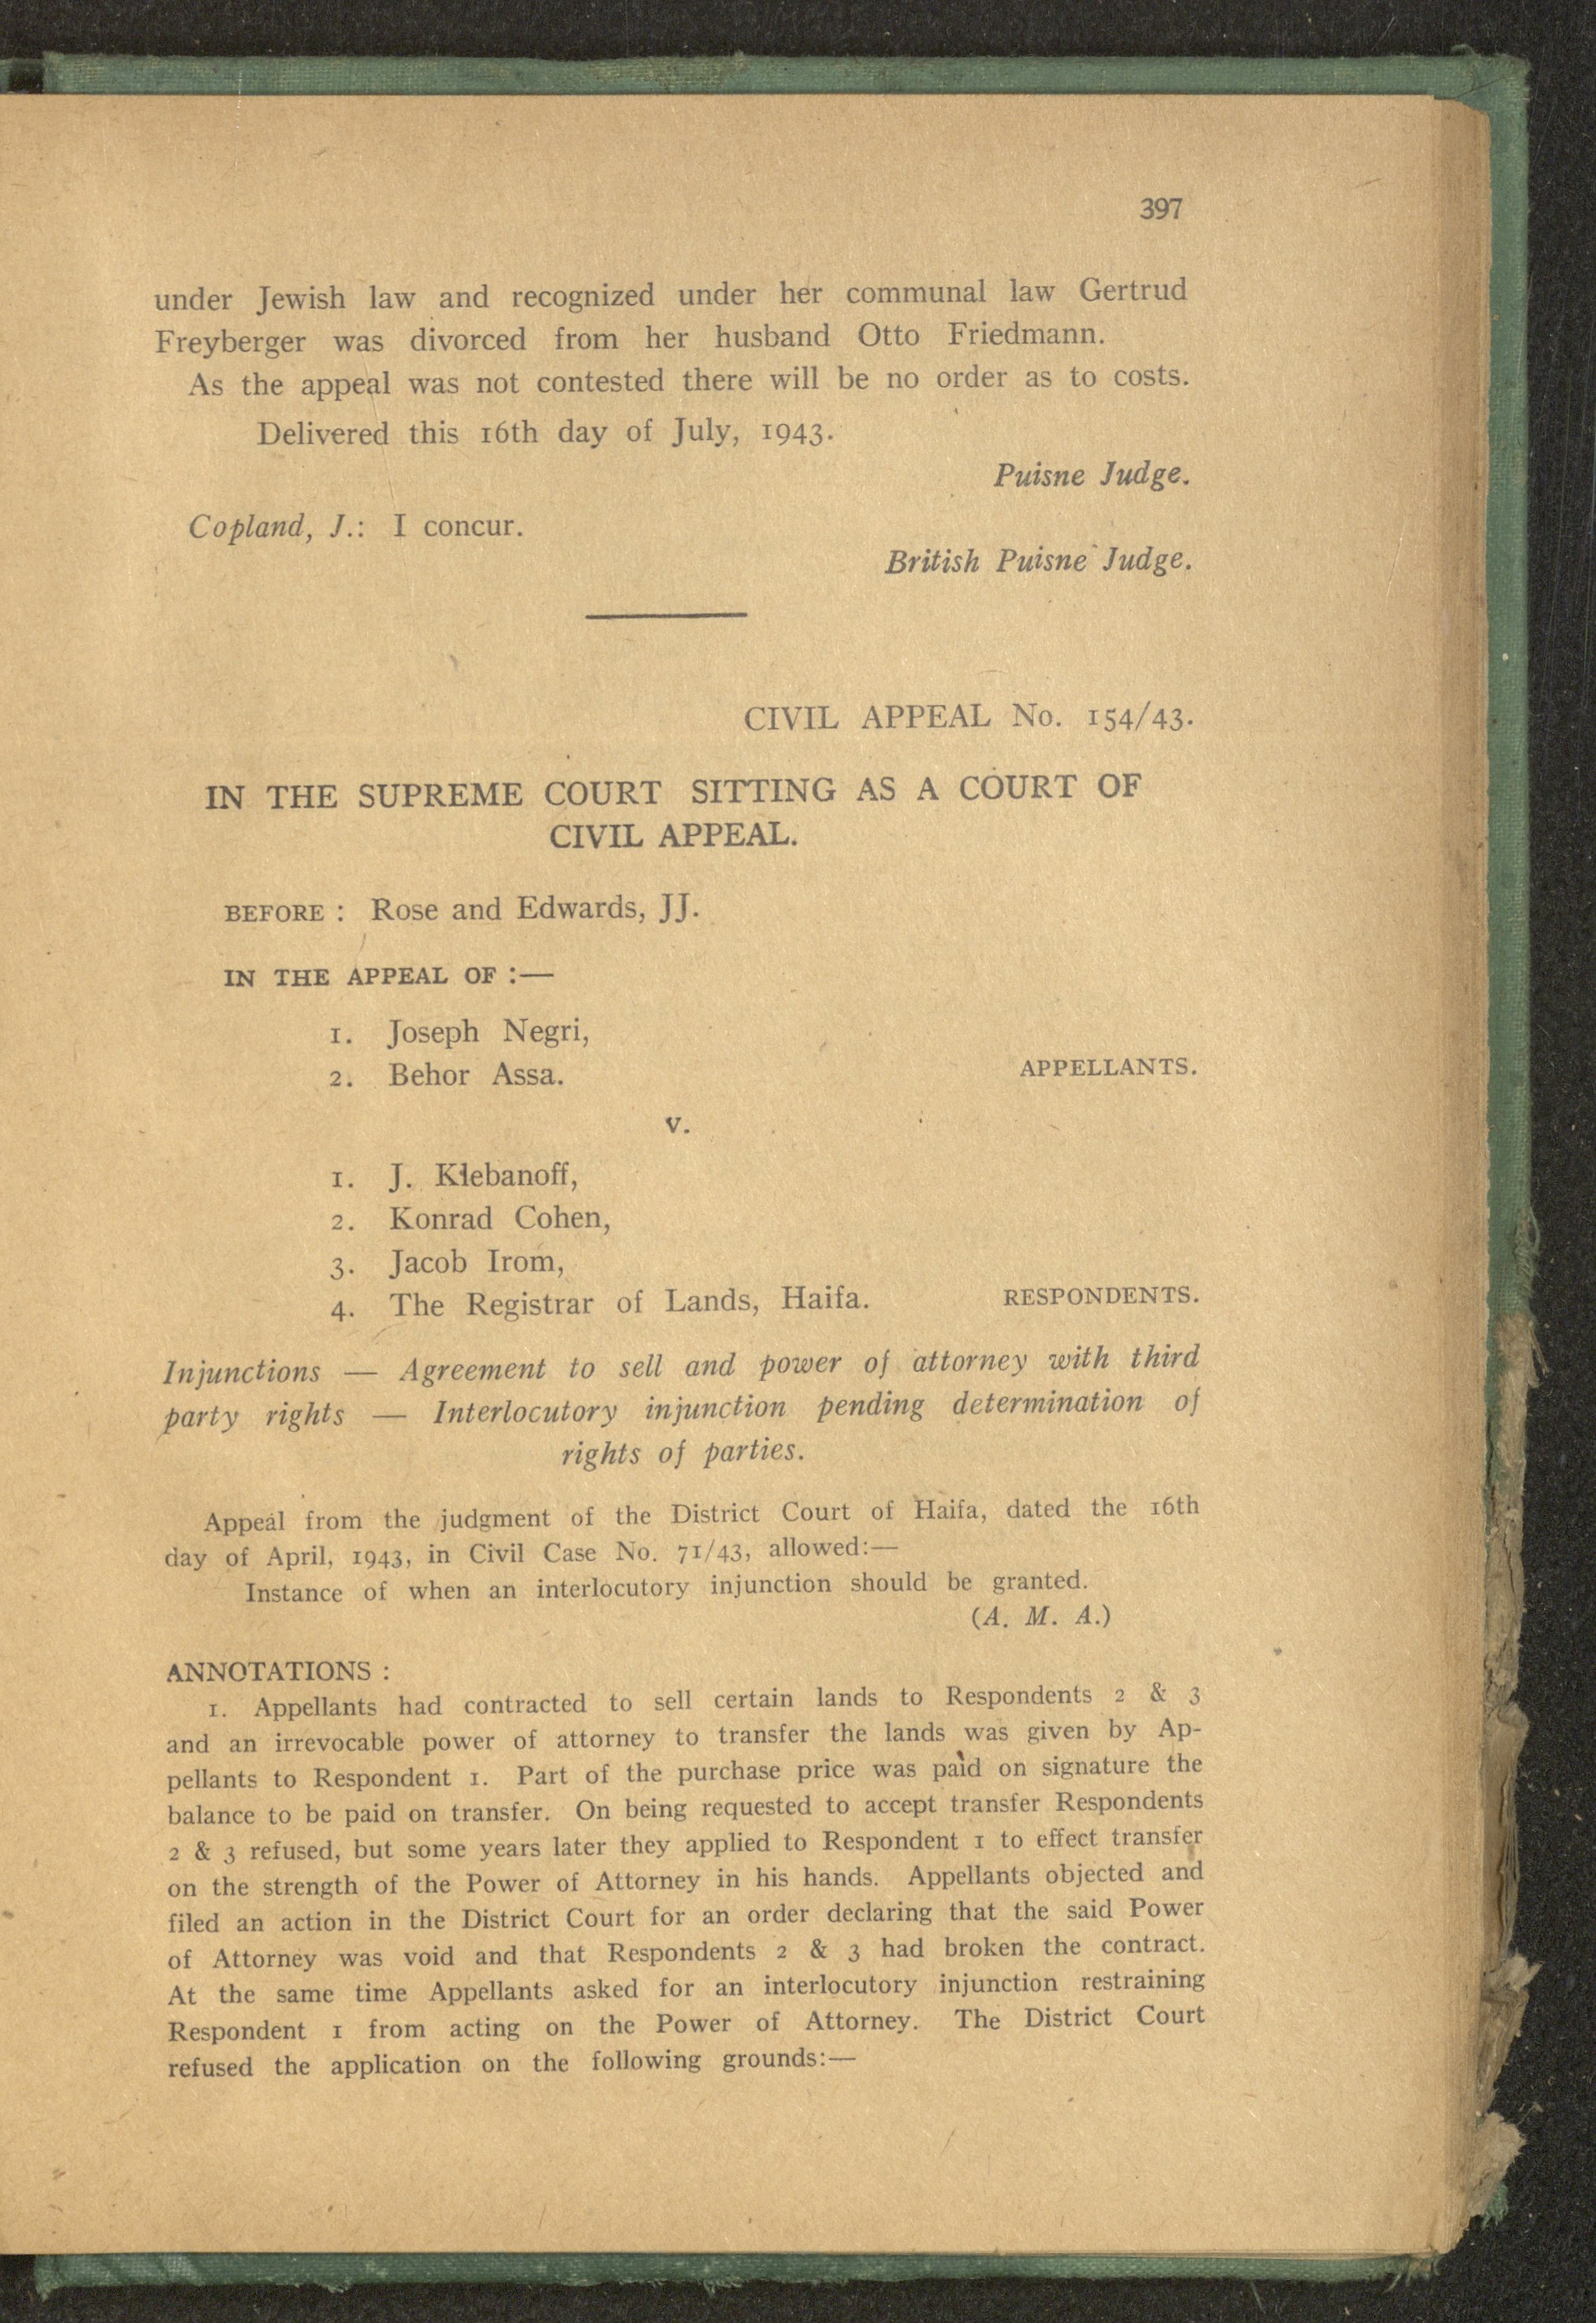 397
under Jewish law and recognized under her communal law Gertrud
Freyberger was divorced from her husband Otto Friedmann.
As the appeal was not contested there will be no order as to costs.
Delivered this 16th day of July, 1943.
Puisne Judge.
Copland, J.: I concur.
British Puisne Judge.
CIVIL APPEAL No. 154/43.
IN THE SUPREME COURT SITTING AS A COURT OF
CIVIL APPEAL.
BEFORE : Rose and Edwards, JJ.
IN THE APPEAL OF :—
1. Joseph Negri,
2. Behor Assa. APPELLANTS.
v.
1. J. Klebanoff,
2. Konrad Cohen,
3. Jacob Irom,
4. The Registrar of Lands, Haifa. RESPONDENTS.
Injunctions — Agreement to sell and power of attorney with third
party rights — Interlocutory injunction pending determination of
rights of parties.
Appeal from the judgment of the District Court of Haifa, dated the 16th
day of April, 1943, in Civil Case No. 71/43, allowed:—
Instance of when an interlocutory injunction should be granted.
(A. M. A.)
ANNOTATIONS :
1. Appellants had contracted to sell certain lands to Respondents 2 & 3
and an irrevocable power of attorney to transfer the lands was given by Ap-
pellants to Respondent 1. Part of the purchase price was paid on signature the
balance to be paid on transfer. On being requested to accept transfer Respondents
2 & 3 refused, but some years later they applied to Respondent 1 to effect transfer
on the strength of the Power of Attorney in his hands. Appellants objected and
filed an action in the District Court for an order declaring that the said Power
of Attorney was void and that Respondents 2 & 3 had broken the contract.
At the same time Appellants asked for an interlocutory injunction restraining
Respondent 1 from acting on the Power of Attorney. The District Court
refused the application on the following grounds:—